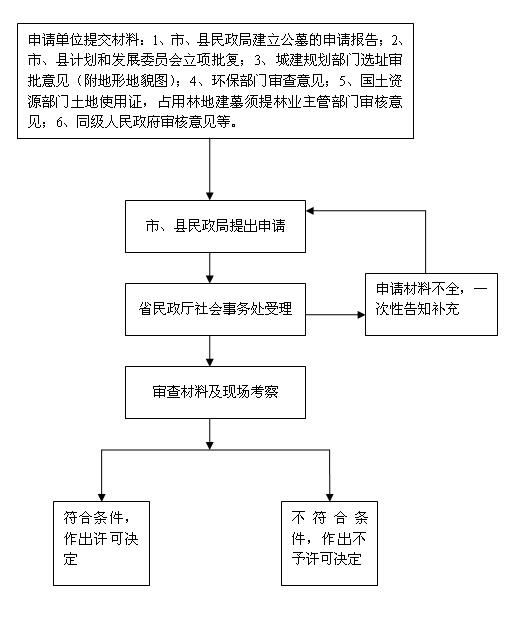 申请单位提交材料：1、市、县民政局建立公墓的申请报告；2、
市、县计划和发展委员会立项批复；3、城建规划部门选址审
批意见（附地形地貌图）；4、环保部门审查意见；5、国土资
源部门土地使用证，占用林地建墓须提林业主管部门审核意
见；6、同级人民政府审核意见等。
市、县民政局提出申请
申请材料不全，一
次性告知补充
省民政厅社会事务处受理
审查材料及现场考察
符合条件，
作出许可决
定
不符合条
件，作出不
予许可决定